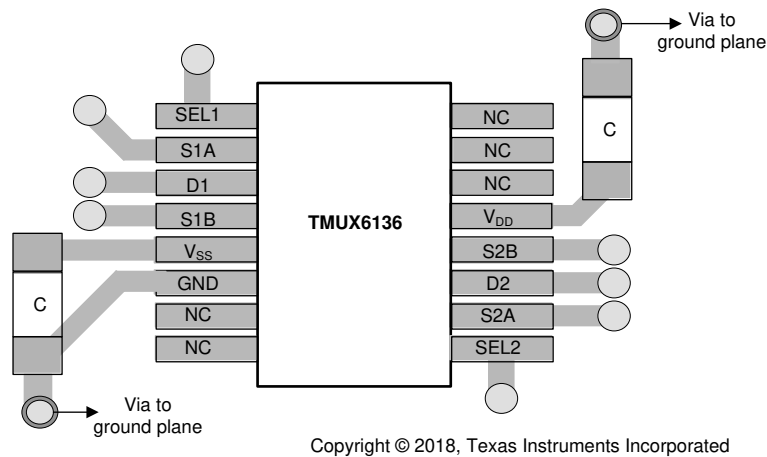 Via to
ground plane
SEL1
S1A
D1
S1B
VSS
GND
NC
NC
C
Via to
ground plane
TMUX6136
NC
NC
NC
VDD
S2B
D2
S2A
SEL2
C
Copyright © 2018, Texas Instruments Incorporated